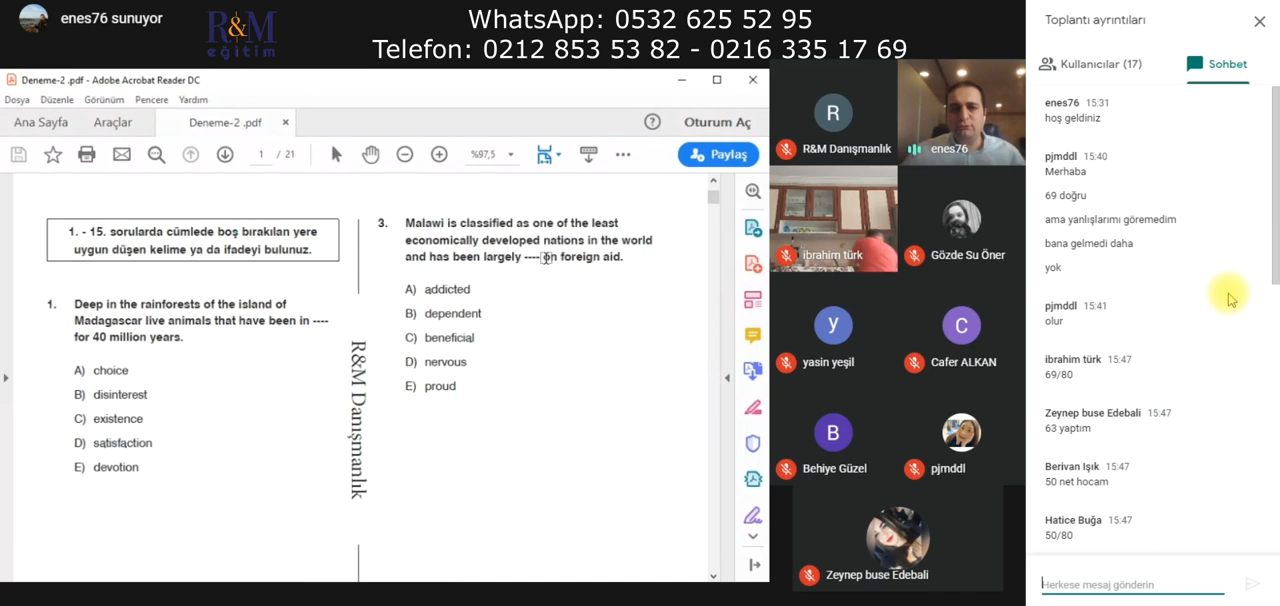 enes76 sunuyor
R&M
eğitim
WhatsApp: 0532 625 52 95
Telefon: 0212 853 53 82 - 0216 335 17 69
Deneme-2 .pdf - Adobe Acrobat Reader DC
Dosya Düzenle Görünüm Pencere Yardım
Ana Sayfa Araçlar Deneme-2 .pdf
Oturum Aç
1 / 21
%97,5
Paylaş
1. - 15. sorularda cümlede boş bırakılan yere
uygun düşen kelime ya da ifadeyi bulunuz.
1. Deep in the rainforests of the island of
Madagascar live animals that have been in ----
for 40 million years.
A) choice
B) disinterest
C) existence
D) satisfaction
E) devotion
R&M Danışmanlık
3. Malawi is classified as one of the least
economically developed nations in the world
and has been largely ---- on foreign aid.
A) addicted
B) dependent
C) beneficial
D) nervous
E) proud
R
R&M Danışmanlık
enes76
ibrahim türk
Gözde Su Öner
y
yasin yeşil
C
Cafer ALKAN
B
Behiye Güzel
pjmddl
Zeynep buse Edebali
Toplantı ayrıntıları
Kullanıcılar (17)
Sohbet
enes76 15:31
hoş geldiniz
pjmddl 15:40
Merhaba
69 doğru
ama yanlışlarımı göremedim
bana gelmedi daha
yok
pjmddl 15:41
olur
ibrahim türk 15:47
69/80
Zeynep buse Edebali 15:47
63 yaptım
Berivan Işık 15:47
50 net hocam
Hatice Buğa 15:47
50/80
Herkese mesaj gönderin